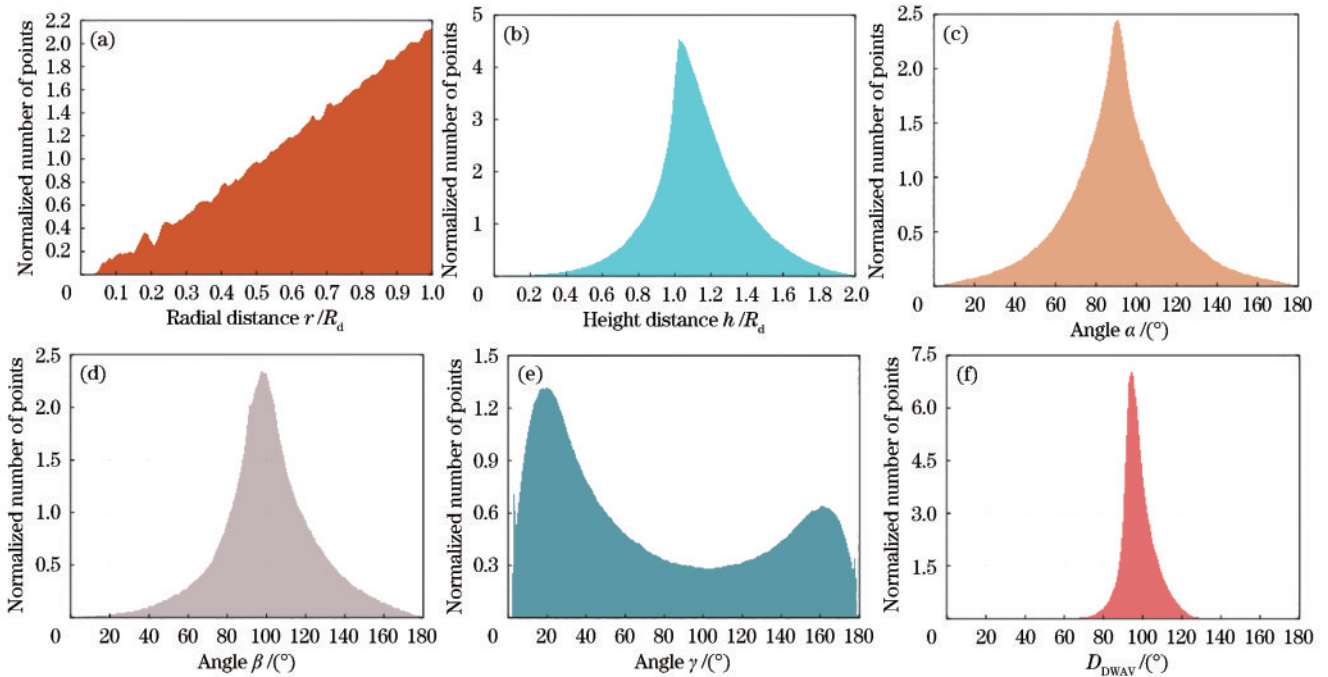 (a)
Normalized number of points
2.2
2.0
1.8
1.6
1.4
1.2
1.0
0.8
0.6
0.4
0.2
0 0.1 0.2 0.3 0.4 0.5 0.6 0.7 0.8 0.9 1.0
Radial distance r/R_d
(b)
Normalized number of points
5
4
3
2
1
0 0.2 0.4 0.6 0.8 1.0 1.2 1.4 1.6 1.8 2.0
Height distance h/R_d
(c)
Normalized number of points
2.5
2.0
1.5
1.0
0.5
0 20 40 60 80 100 120 140 160 180
Angle α/(°)
(d)
Normalized number of points
2.5
2.0
1.5
1.0
0.5
0 20 40 60 80 100 120 140 160 180
Angle β/(°)
(e)
Normalized number of points
1.5
1.2
0.9
0.6
0.3
0 20 40 60 80 100 120 140 160 180
Angle γ/(°)
(f)
Normalized number of points
7.5
6.0
4.5
3.0
1.5
0 20 40 60 80 100 120 140 160 180
D_DWAV/(°)